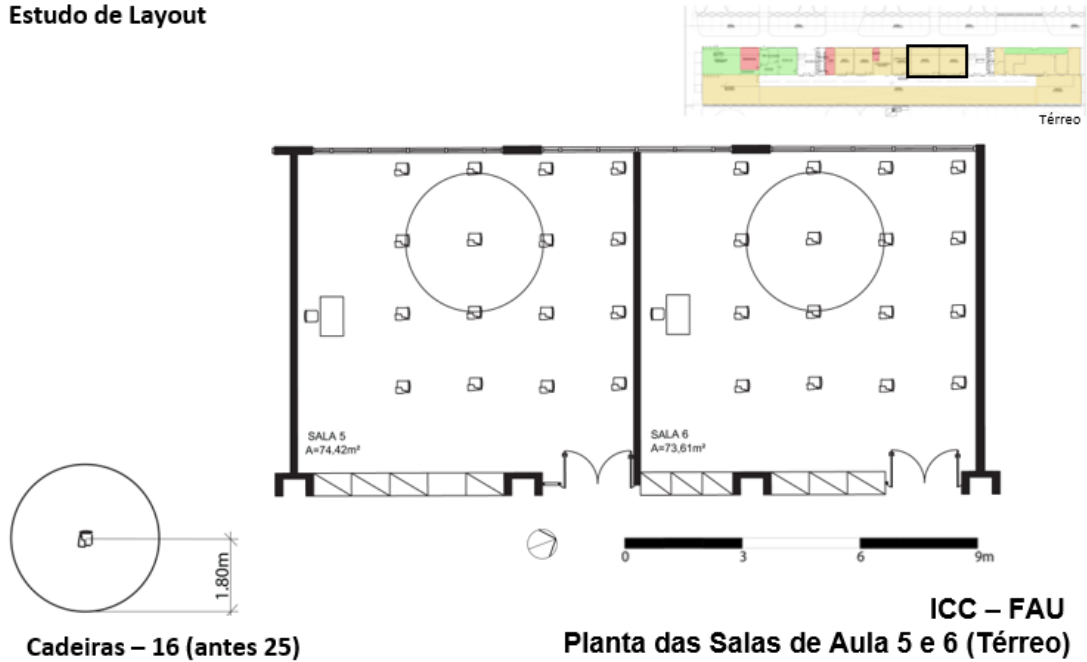 Estudo de Layout
Térreo
SALA 5
A=74,42m²
SALA 6
A=73,61m²
1.80m
0 3 6 9m
ICC – FAU
Cadeiras – 16 (antes 25)
Planta das Salas de Aula 5 e 6 (Térreo)